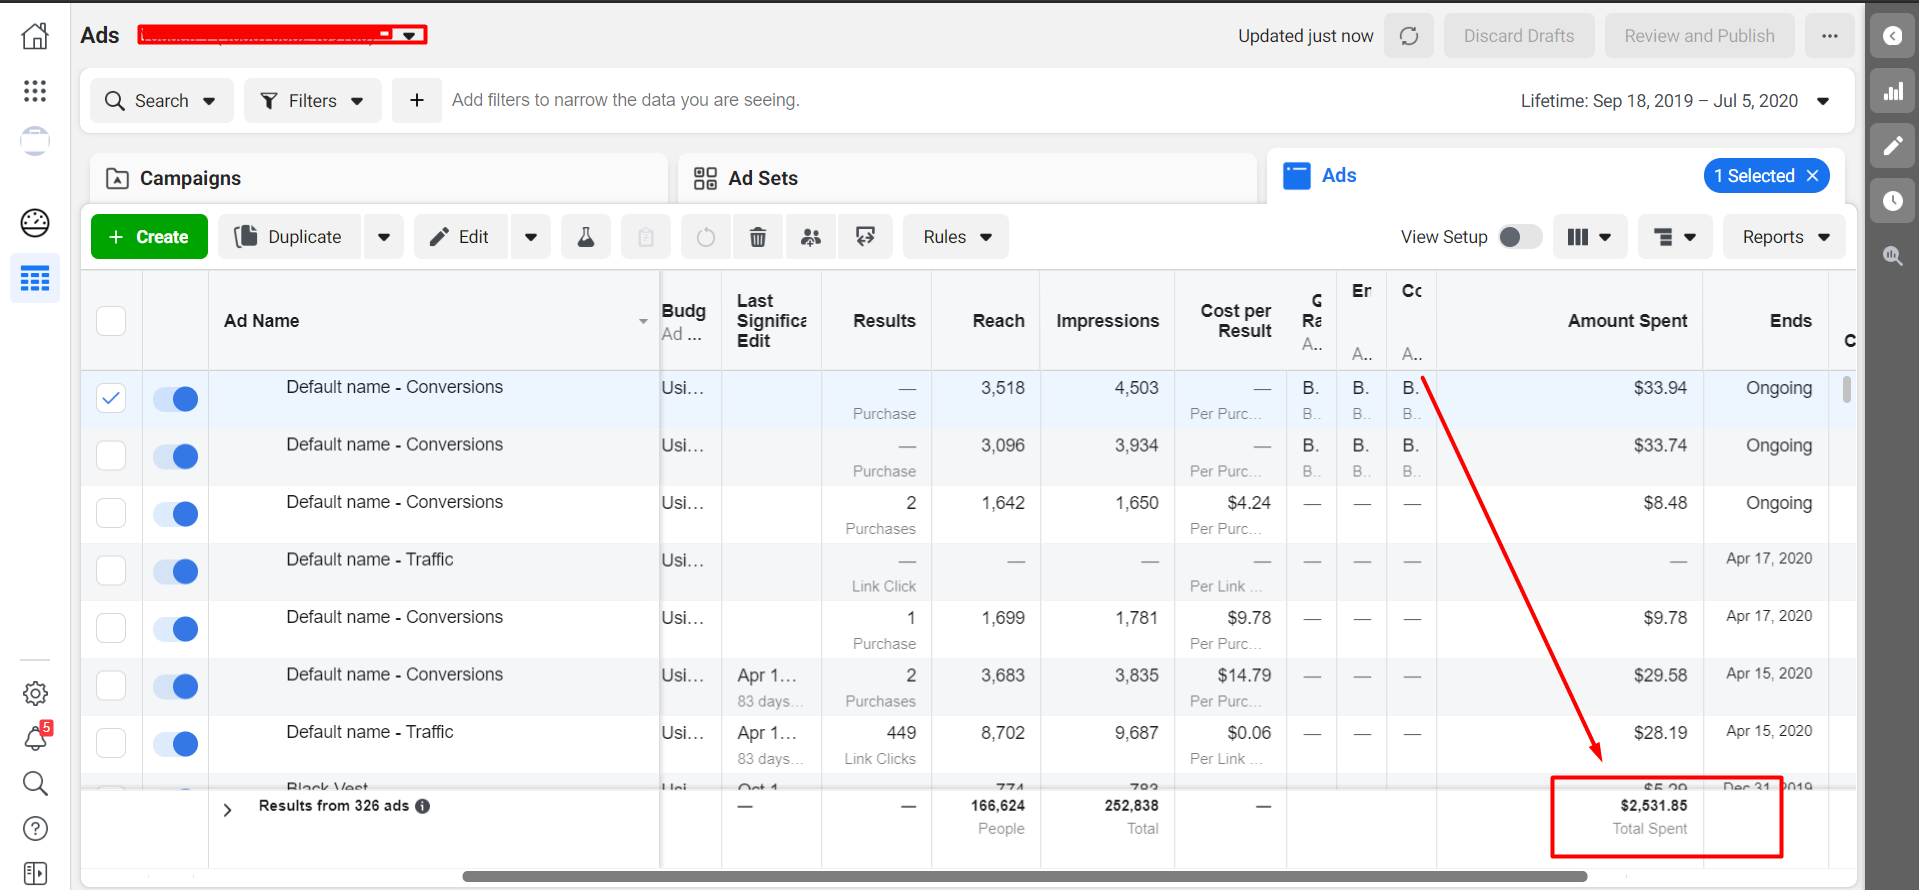 Ads
Updated just now
Discard Drafts
Review and Publish
...
Search
Filters
+
Add filters to narrow the data you are seeing.
Lifetime: Sep 18, 2019 – Jul 5, 2020
Campaigns
Ad Sets
Ads
1 Selected ×
+ Create
Duplicate
Edit
Rules
View Setup
Reports
Ad Name
Budg
Ad ...
Last
Significa
Edit
Results
Reach
Impressions
Cost per
Result
Q
Ra
A..
Er
A..
Cc
A..
Amount Spent
Ends
C
Default name - Conversions Usi... — 3,518 4,503 — B. B. B. $33.94 Ongoing
Purchase Per Purc... B.. B.. B..
Default name - Conversions Usi... — 3,096 3,934 — B. B. B. $33.74 Ongoing
Purchase Per Purc... B.. B.. B..
Default name - Conversions Usi... 2 1,642 1,650 $4.24 — — — $8.48 Ongoing
Purchases Per Purc...
Default name - Traffic Usi... — — — — — — — — Apr 17, 2020
Link Click Per Link ...
Default name - Conversions Usi... 1 1,699 1,781 $9.78 — — — $9.78 Apr 17, 2020
Purchase Per Purc...
Default name - Conversions Usi... Apr 1... 2 3,683 3,835 $14.79 — — — $29.58 Apr 15, 2020
83 days... Purchases Per Purc...
Default name - Traffic Usi... Apr 1... 449 8,702 9,687 $0.06 — — — $28.19 Apr 15, 2020
83 days... Link Clicks Per Link ...
Black Vest Usi... Oct 1 774 783 $5.29 Dec 31, 2019
Results from 326 ads — — 166,624 252,838 — $2,531.85
People Total Total Spent
5